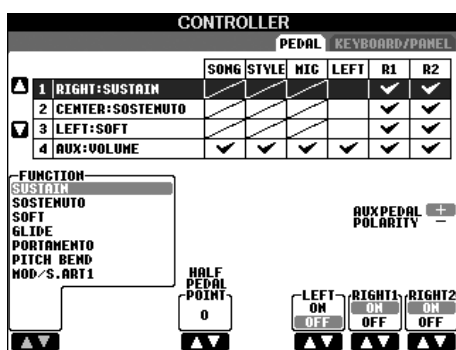 CONTROLLER
PEDAL KEYBOARD/PANEL
SONG STYLE MIC LEFT R1 R2
1 RIGHT:SUSTAIN
2 CENTER:SOSTENUTO
3 LEFT:SOFT
4 AUX:VOLUME
FUNCTION
SUSTAIN
SOSTENUTO
SOFT
GLIDE
PORTAMENTO
PITCH BEND
MOD/S.ART1
HALF
PEDAL
POINT
0
AUX PEDAL +
POLARITY −
LEFT RIGHT1 RIGHT2
ON ON ON
OFF OFF OFF